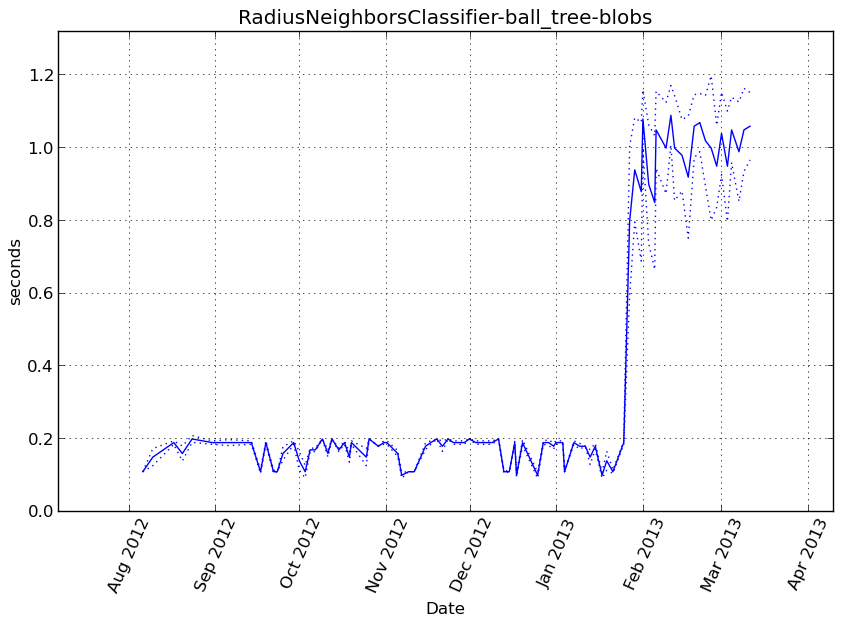 RadiusNeighborsClassifier-ball_tree-blobs
seconds
1.2
1.0
0.8
0.6
0.4
0.2
0.0
Aug 2012
Sep 2012
Oct 2012
Nov 2012
Dec 2012
Jan 2013
Feb 2013
Mar 2013
Apr 2013
Date